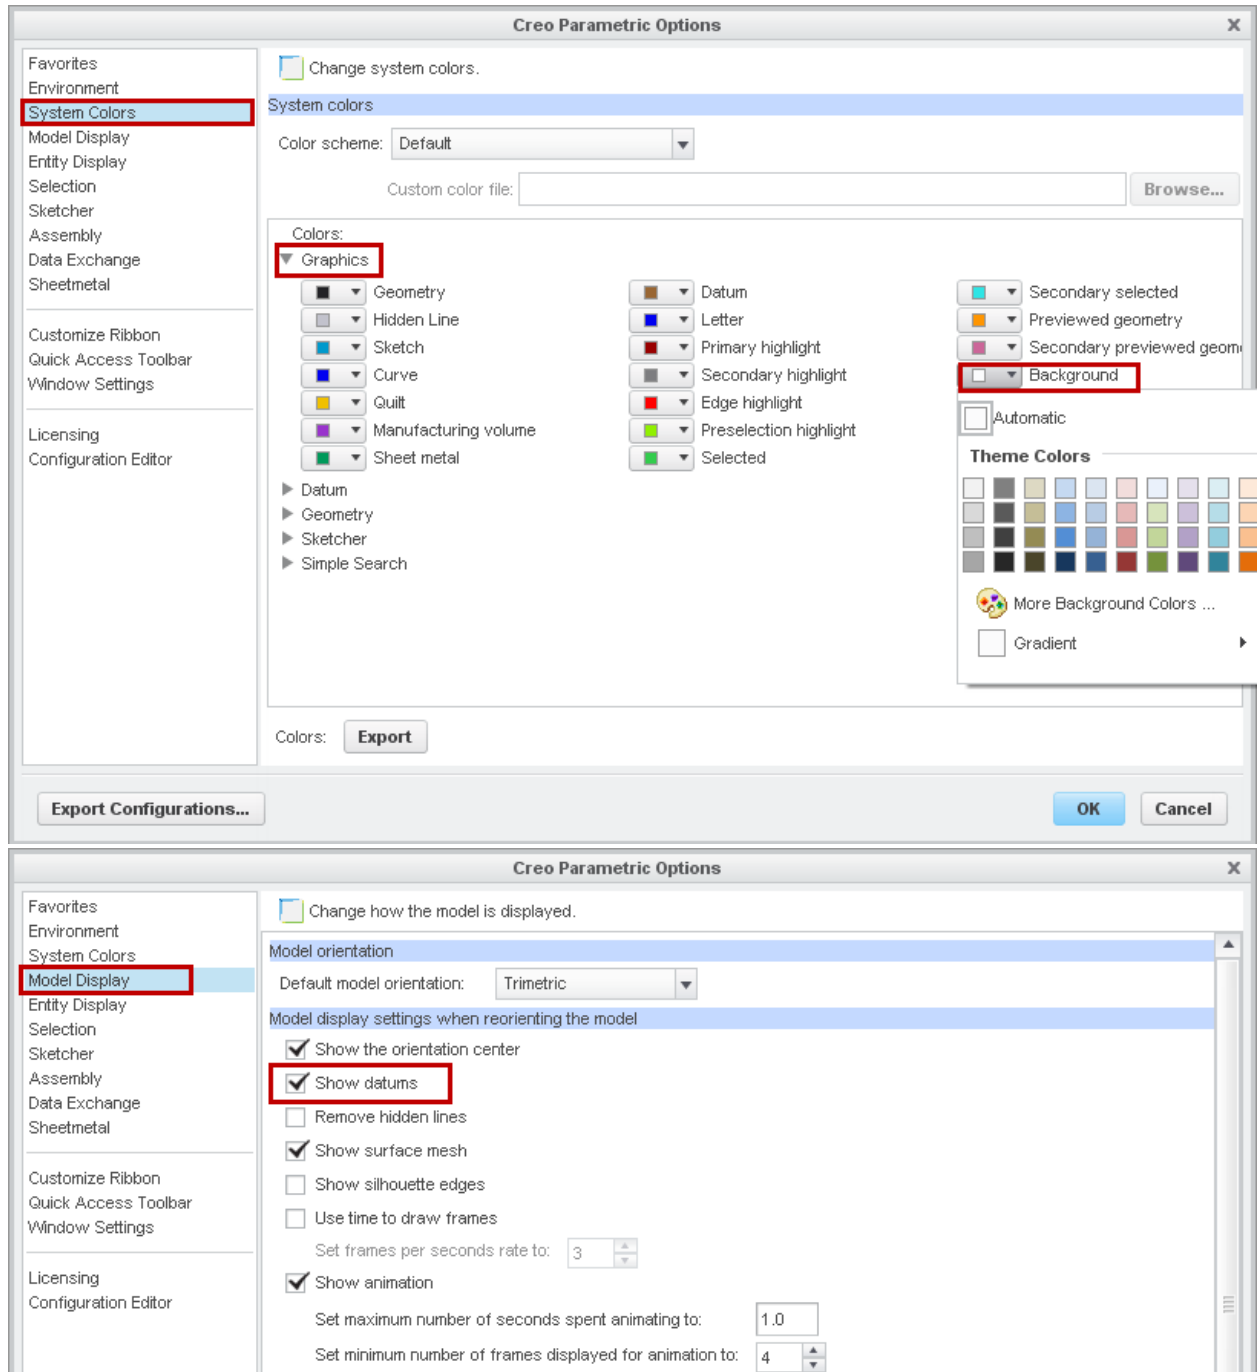 Creo Parametric Options X
Favorites
Environment
System Colors
Model Display
Entity Display
Selection
Sketcher
Assembly
Data Exchange
Sheetmetal
Customize Ribbon
Quick Access Toolbar
Window Settings
Licensing
Configuration Editor
Change system colors.
System colors
Color scheme: Default
Custom color file: Browse...
Colors:
Graphics
Geometry Datum Secondary selected
Hidden Line Letter Previewed geometry
Sketch Primary highlight Secondary previewed geom
Curve Secondary highlight Background
Quilt Edge highlight
Manufacturing volume Preselection highlight
Sheet metal Selected
Datum
Geometry
Sketcher
Simple Search
Automatic
Theme Colors
More Background Colors ...
Gradient
Colors: Export
Export Configurations... OK Cancel
Creo Parametric Options X
Favorites
Environment
System Colors
Model Display
Entity Display
Selection
Sketcher
Assembly
Data Exchange
Sheetmetal
Customize Ribbon
Quick Access Toolbar
Window Settings
Licensing
Configuration Editor
Change how the model is displayed.
Model orientation
Default model orientation: Trimetric
Model display settings when reorienting the model
Show the orientation center
Show datums
Remove hidden lines
Show surface mesh
Show silhouette edges
Use time to draw frames
Set frames per seconds rate to: 3
Show animation
Set maximum number of seconds spent animating to: 1.0
Set minimum number of frames displayed for animation to: 4